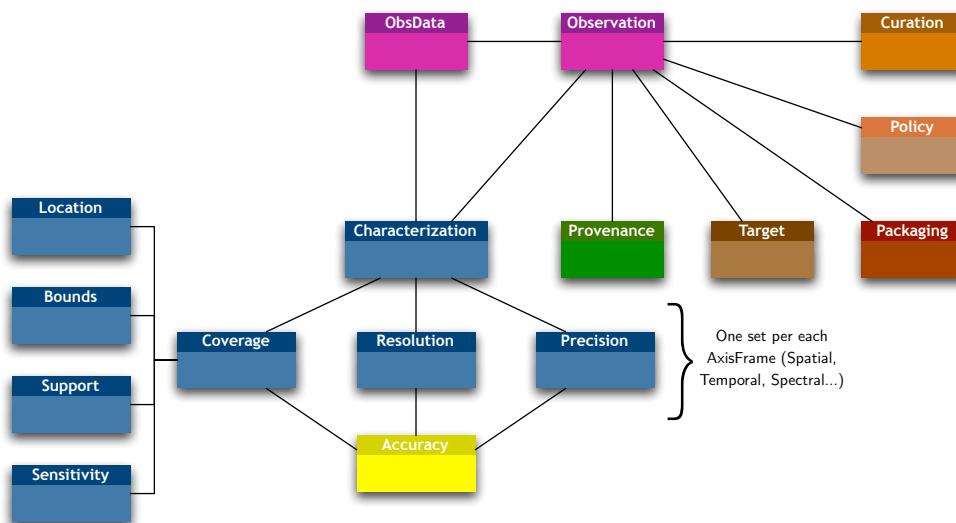 ObsData
Observation
Curation
Policy
Location
Characterization
Provenance
Target
Packaging
Bounds
Coverage
Resolution
Precision
One set per each
AxisFrame (Spatial,
Temporal, Spectral...)
Support
Accuracy
Sensitivity